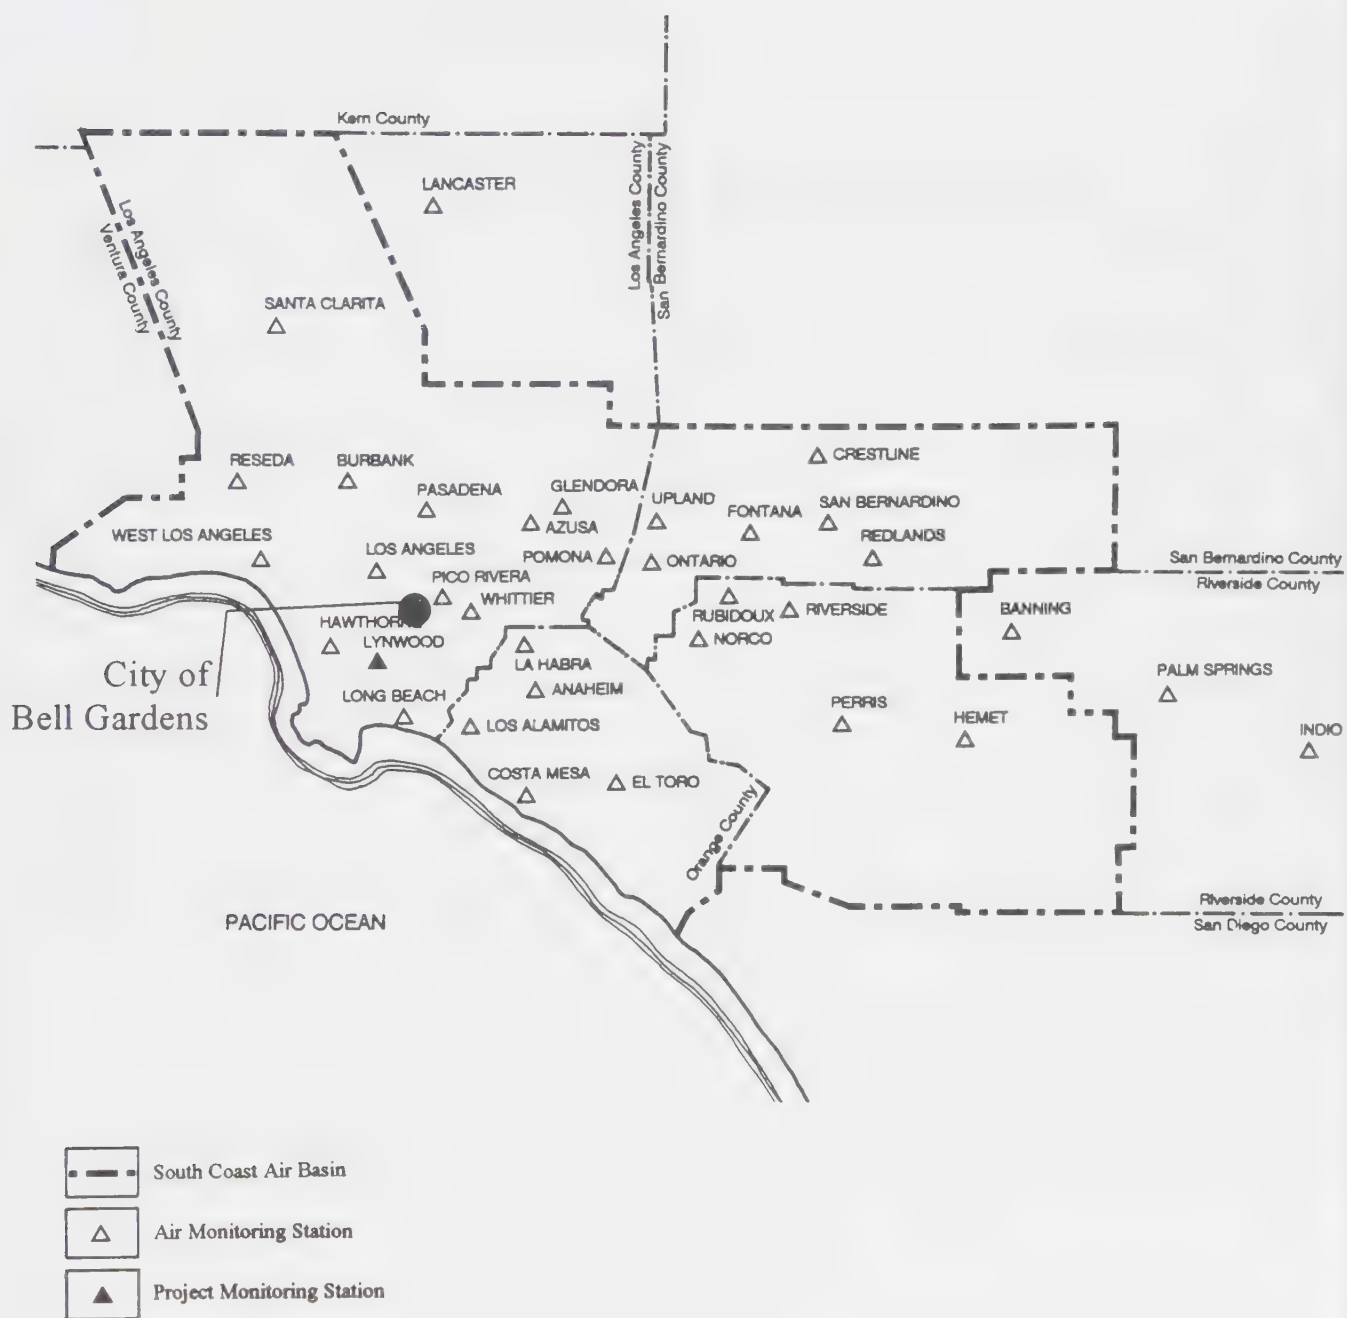 Kern County
LANCASTER
Los Angeles County
San Bernardino County
Los Angeles County
Ventura County
SANTA CLARITA
CRESTLINE
RESEDA
BURBANK
PASADENA
GLENDORA
UPLAND
SAN BERNARDINO
FONTANA
AZUSA
WEST LOS ANGELES
LOS ANGELES
POMONA
ONTARIO
REDLANDS
San Bernardino County
Riverside County
PICO RIVERA
WHITTIER
RUBIDOUX
RIVERSIDE
BANNING
HAWTHORNE
LYNWOOD
NORCO
LA HABRA
PALM SPRINGS
City of
Bell Gardens
LONG BEACH
ANAHEIM
LOS ALAMITOS
PERRIS
HEMET
INDIO
COSTA MESA
EL TORO
Orange County
PACIFIC OCEAN
Riverside County
San Diego County
South Coast Air Basin
Air Monitoring Station
Project Monitoring Station